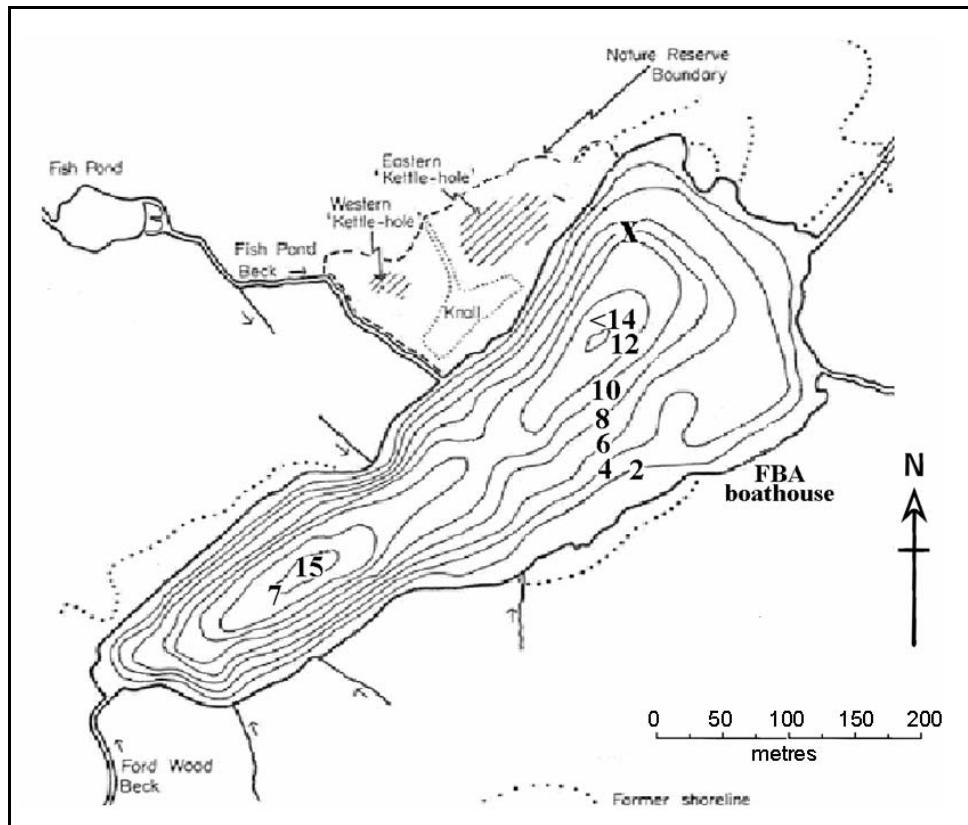 Nature Reserve
Boundary
Fish Pond
Eastern
'Kettle-hole'
Western
'Kettle-hole'
X
Fish Pond
Beck
Knoll
<14
12
10
8
6
4 2
FBA
boathouse
N
15
7
0 50 100 150 200
metres
Ford Wood
Beck
Former shoreline